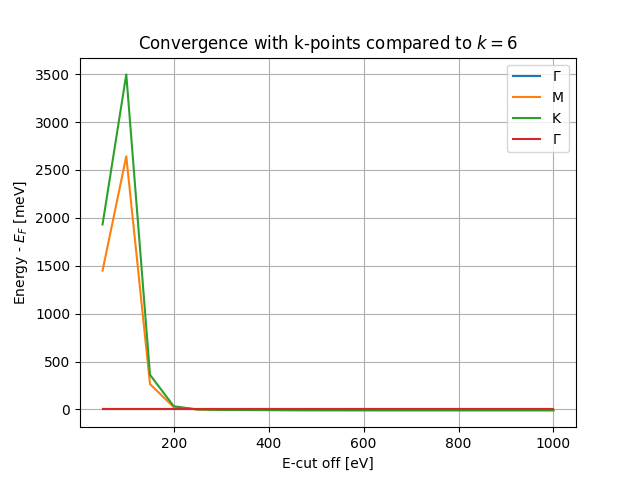 Convergence with k-points compared to k = 6
Γ
M
K
Γ
Energy - E_F [meV]
3500
3000
2500
2000
1500
1000
500
0
200 400 600 800 1000
E-cut off [eV]